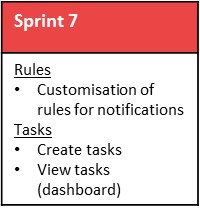 Sprint 7
Rules
• Customisation of
rules for notifications
Tasks
• Create tasks
• View tasks
(dashboard)